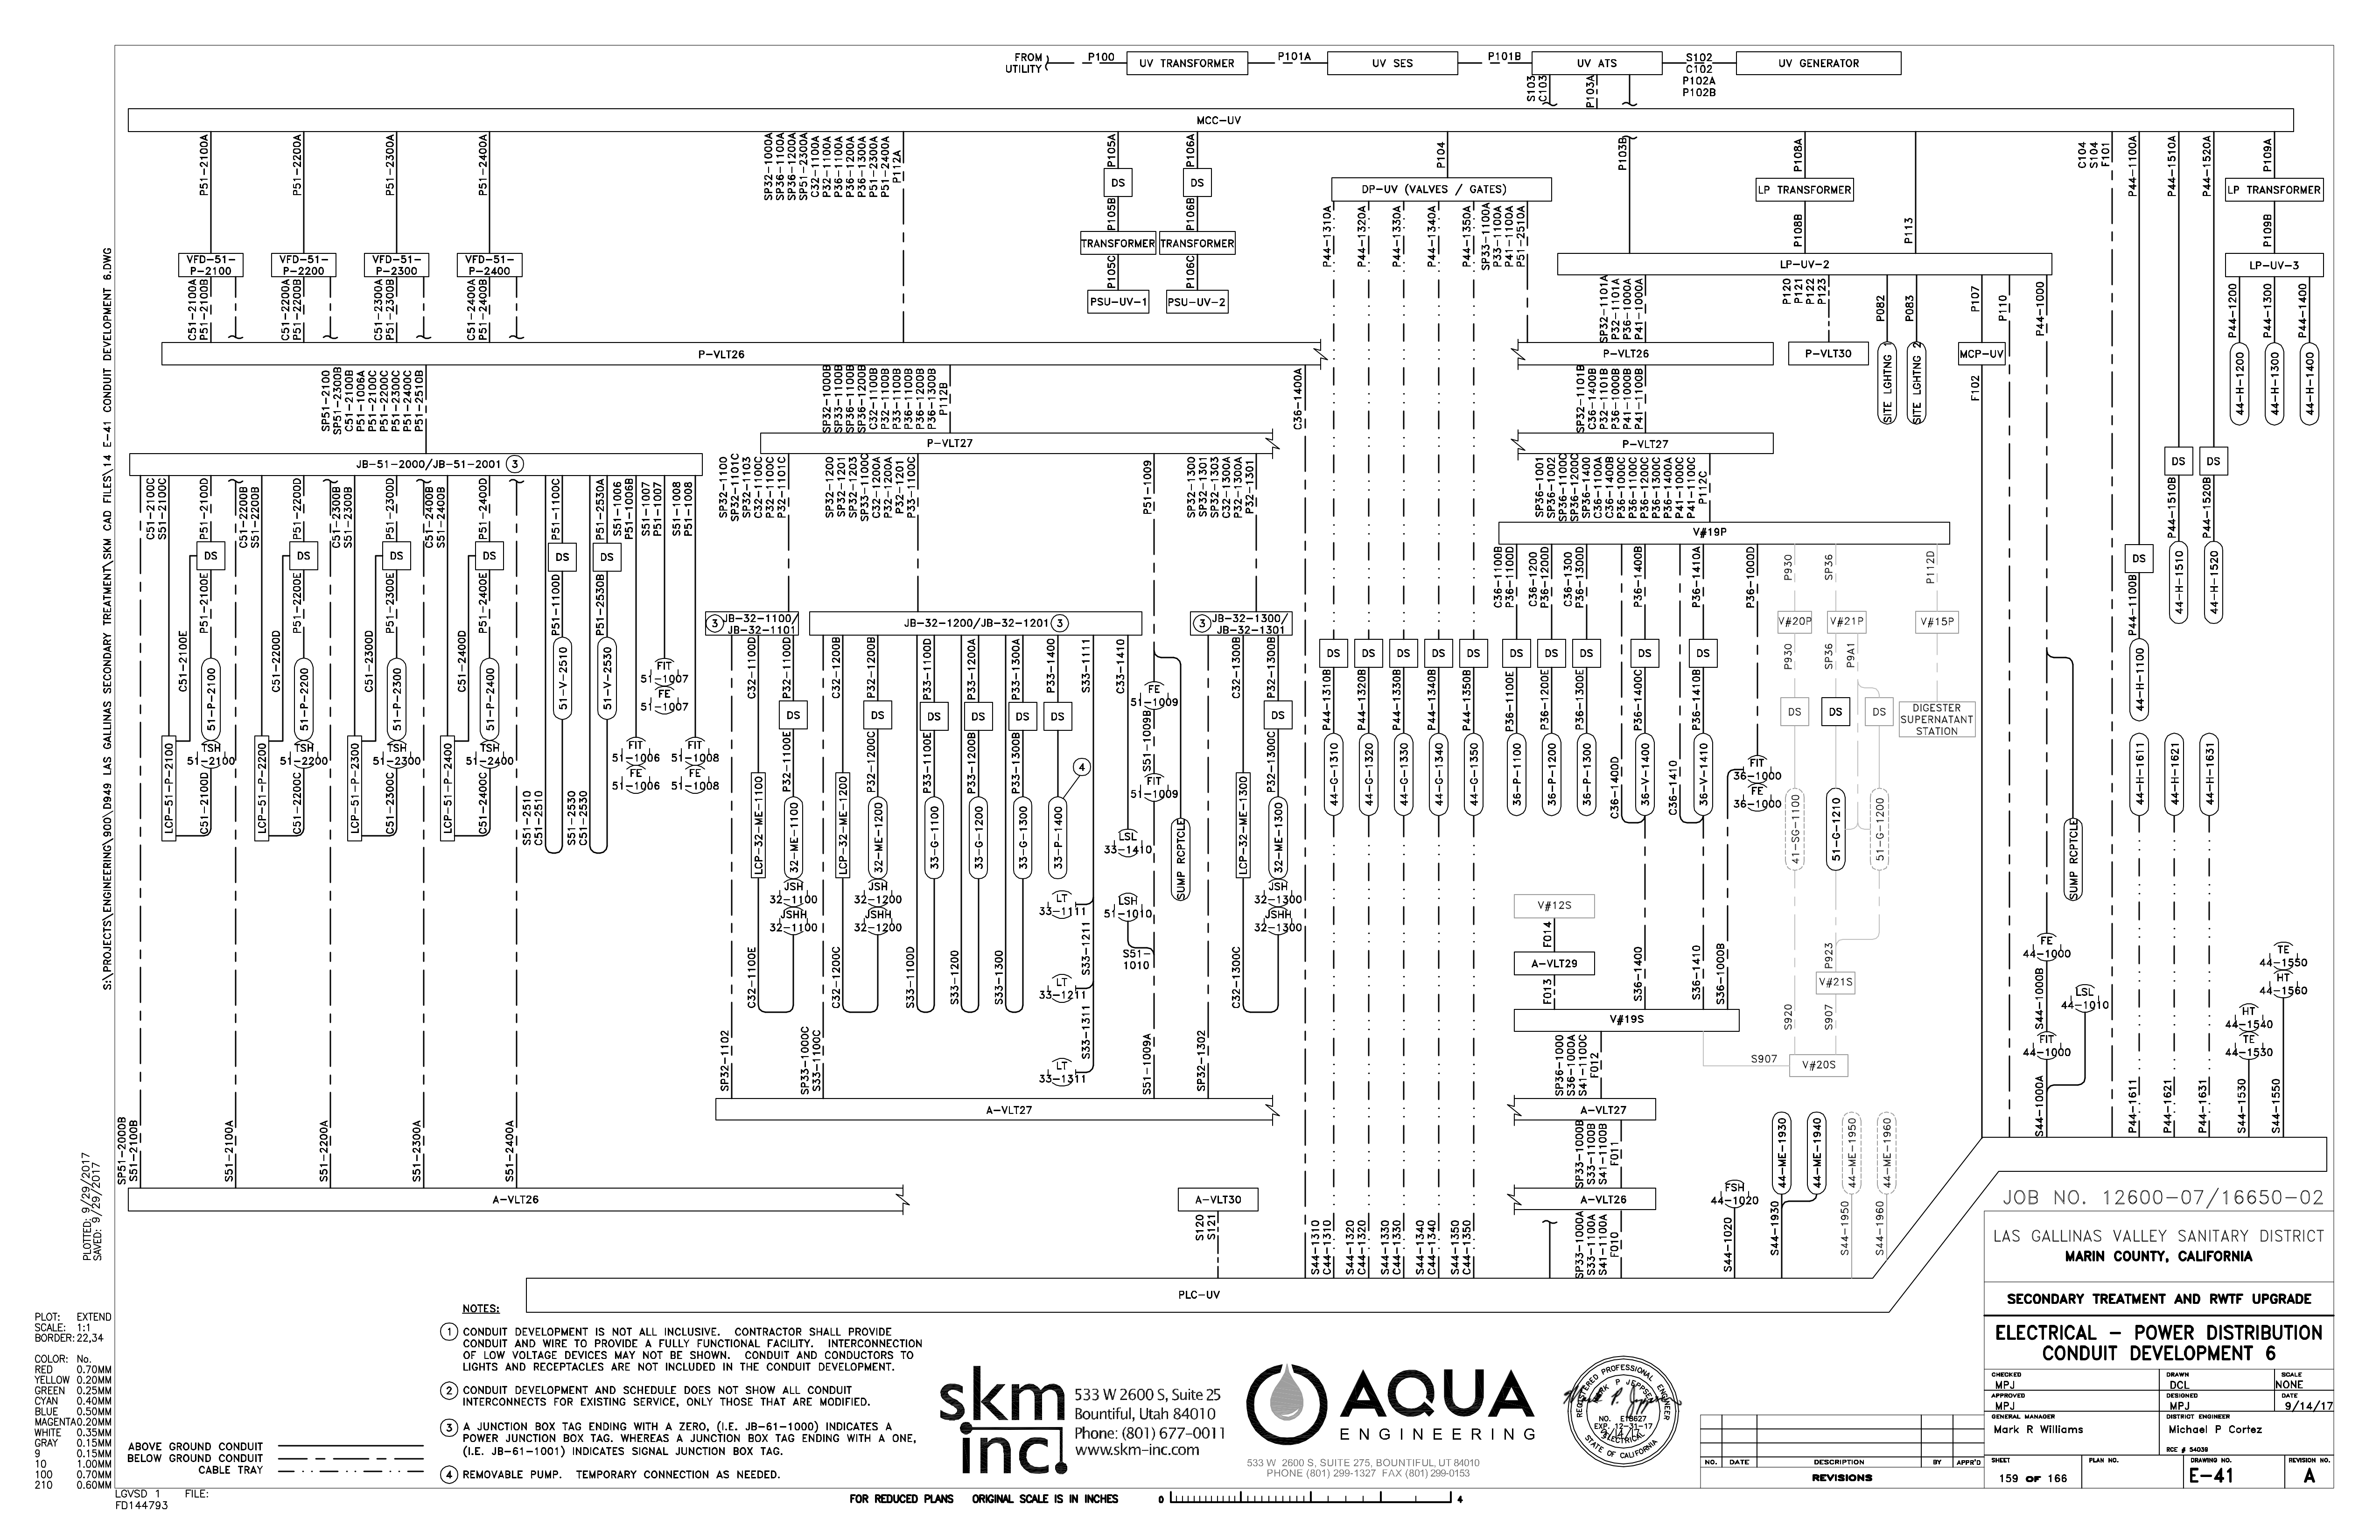 FROM UTILITY
P100
UV TRANSFORMER
P101A
UV SES
P101B
UV ATS
S102
C102
P102A
P102B
UV GENERATOR
S103
C103
P103A
MCC-UV
P51-2100A
P51-2200A
P51-2300A
P51-2400A
SP32-1000A
SP36-1100A
SP36-1200A
SP51-2300A
C32-1100A
P32-1100A
P36-1100A
P36-1200A
P36-1300A
P51-2300A
P51-2400A
P112A
P105A
P106A
P104
P103B
P108A
P113
C104
S104
F101
P44-1100A
P44-1510A
P44-1520A
P109A
DS
DS
DP-UV (VALVES / GATES)
LP TRANSFORMER
LP TRANSFORMER
P105B
P106B
TRANSFORMER
TRANSFORMER
P105C
P106C
PSU-UV-1
PSU-UV-2
P44-1310A
P44-1320A
P44-1330A
P44-1340A
P44-1350A
SP33-1100A
P33-1100A
P41-1100A
P51-2510A
P108B
P109B
VFD-51-
P-2100
VFD-51-
P-2200
VFD-51-
P-2300
VFD-51-
P-2400
LP-UV-2
LP-UV-3
C51-2100A
P51-2100B
C51-2200A
P51-2200B
C51-2300A
P51-2300B
C51-2400A
P51-2400B
SP32-1101A
P32-1101A
P36-1000A
P41-1000A
P120
P121
P122
P123
P082
P083
P107
P110
P44-1000
P44-1200
P44-1300
P44-1400
P-VLT26
P-VLT26
P-VLT30
SITE LGHTNG 1
SITE LGHTNG 2
MCP-UV
F102
44-H-1200
44-H-1300
44-H-1400
SP51-2100
SP51-2300B
C51-2100B
P51-1006A
P51-2100C
P51-2200C
P51-2300C
P51-2400C
P51-2510B
SP32-1000B
SP33-1100B
SP36-1100B
SP36-1200B
C32-1100B
P32-1100B
P33-1100B
P36-1100B
P36-1200B
P36-1300B
P112B
C36-1400A
SP32-1101B
C36-1400B
P32-1101B
P36-1000B
P41-1000B
P41-1100B
P-VLT27
P-VLT27
JB-51-2000/JB-51-2001 3
C51-2100C
S51-2100C
P51-2100D
C51-2200B
S51-2200B
P51-2200D
C51-2300B
S51-2300B
P51-2300D
C51-2400B
S51-2400B
P51-2400D
P51-1100C
P51-2530A
S51-1006
P51-1006B
S51-1007
P51-1007
S51-1008
P51-1008
SP32-1100
SP32-1101C
SP32-1103
C32-1100C
P32-1100C
P32-1101C
SP32-1200
SP32-1201
SP32-1203
SP33-1100C
C32-1200A
P32-1200A
P32-1201
P33-1100C
P51-1009
SP32-1300
SP32-1301
SP32-1303
C32-1300A
P32-1300A
P32-1301
SP36-1001
SP36-1002
SP36-1100C
SP36-1200C
SP36-1400
C36-1100A
C36-1400B
P36-1000C
P36-1100C
P36-1200C
P36-1300C
P36-1400A
P41-1000C
P41-1100C
P112C
DS
DS
P44-1510B
P44-1520B
44-H-1510
44-H-1520
V#19P
DS
DS
DS
DS
DS
DS
DS
C51-2100E
P51-2100E
C51-2200D
P51-2200E
C51-2300D
P51-2300E
C51-2400D
P51-2400E
P51-1100D
P51-2530B
C36-1100B
P36-1100D
C36-1200
P36-1200D
C36-1300
P36-1300D
P36-1400B
P36-1410A
P36-1000D
P930
SP36
P112D
P44-1100B
3 JB-32-1100/
JB-32-1101
JB-32-1200/JB-32-1201 3
3 JB-32-1300/
JB-32-1301
V#20P
V#21P
V#15P
P930
SP36
P9A1
51-P-2100
51-P-2200
51-P-2300
51-P-2400
51-V-2510
51-V-2530
FIT
51-1007
FE
51-1007
C32-1100D
P32-1100D
C32-1200B
P32-1200B
P33-1100D
P33-1200A
P33-1300A
P33-1400
S33-1111
C33-1410
C32-1300B
P32-1300B
DS
DS
DS
DS
DS
DS
DS
DS
DS
DS
FE
51-1009
44-H-1100
DS
DS
DS
DS
DS
DS
DS
DS
DS
DS
DIGESTER
SUPERNATANT
STATION
P44-1310B
P44-1320B
P44-1330B
P44-1340B
P44-1350B
P36-1100E
P36-1200E
P36-1300E
P36-1400C
P36-1410B
TSH
51-2100
TSH
51-2200
TSH
51-2300
TSH
51-2400
FIT
51-1006
FE
51-1006
FIT
51-1008
FE
51-1008
LCP-51-P-2100
C51-2100D
LCP-51-P-2200
C51-2200C
LCP-51-P-2300
C51-2300C
LCP-51-P-2400
C51-2400C
S51-2510
C51-2510
S51-2530
C51-2530
P32-1100E
P32-1200C
P33-1100E
P33-1200B
P33-1300B
4
S51-1009B
FIT
51-1009
P32-1300C
LCP-32-ME-1100
32-ME-1100
LCP-32-ME-1200
32-ME-1200
33-G-1100
33-G-1200
33-G-1300
33-P-1400
LSL
33-1410
SUMP RCPTCLE
LCP-32-ME-1300
32-ME-1300
44-G-1310
44-G-1320
44-G-1330
44-G-1340
44-G-1350
36-P-1100
36-P-1200
36-P-1300
C36-1400D
36-V-1400
C36-1410
36-V-1410
FIT
36-1000
FE
36-1000
41-SG-1100
51-G-1210
51-G-1200
SUMP RCPTCLE
44-H-1611
44-H-1621
44-H-1631
JSH
32-1100
JSHH
32-1100
JSH
32-1200
JSHH
32-1200
LT
33-1111
LSH
51-1010
JSH
32-1300
JSHH
32-1300
V#12S
F014
A-VLT29
F013
C32-1100E
C32-1200C
S33-1100D
S33-1200
S33-1300
S33-1211
LT
33-1211
S51-
1010
C32-1300C
S36-1400
S36-1410
S36-1000B
P923
V#21S
FE
44-1000
S44-1000B
LSL
44-1010
TE
44-1550
HT
44-1560
V#19S
S920
S907
HT
44-1540
TE
44-1530
FIT
44-1000
SP32-1102
SP33-1000C
S33-1100C
S33-1311
LT
33-1311
S51-1009A
SP32-1302
SP36-1000
S36-1000A
S41-1100C
F012
S907
V#20S
S44-1000A
P44-1611
P44-1621
P44-1631
S44-1530
S44-1550
A-VLT27
A-VLT27
SP51-2000B
S51-2100B
S51-2100A
S51-2200A
S51-2300A
S51-2400A
SP33-1000B
S33-1100B
S41-1100B
F011
44-ME-1930
44-ME-1940
44-ME-1950
44-ME-1960
A-VLT26
A-VLT30
A-VLT26
FSH
44-1020
S120
S121
S44-1310
C44-1310
S44-1320
C44-1320
S44-1330
C44-1330
S44-1340
C44-1340
S44-1350
C44-1350
SP33-1000A
S33-1100A
S41-1100A
F010
S44-1020
S44-1930
S44-1950
S44-1960
PLC-UV
S:\PROJECTS\ENGINEERING\900\0949 LAS GALLINAS SECONDARY TREATMENT\SKM CAD FILES\14 E-41 CONDUIT DEVELOPMENT 6.DWG
PLOTTED: 9/29/2017
SAVED: 9/29/2017
PLOT: EXTEND
SCALE: 1:1
BORDER: 22,34
COLOR: No.
RED 0.70MM
YELLOW 0.20MM
GREEN 0.25MM
CYAN 0.40MM
BLUE 0.50MM
MAGENTA 0.20MM
WHITE 0.35MM
GRAY 0.15MM
9 0.15MM
10 1.00MM
100 0.70MM
210 0.60MM
ABOVE GROUND CONDUIT
BELOW GROUND CONDUIT
CABLE TRAY
LGVSD 1 FILE:
FD144793
NOTES:
1 CONDUIT DEVELOPMENT IS NOT ALL INCLUSIVE. CONTRACTOR SHALL PROVIDE
CONDUIT AND WIRE TO PROVIDE A FULLY FUNCTIONAL FACILITY. INTERCONNECTION
OF LOW VOLTAGE DEVICES MAY NOT BE SHOWN. CONDUIT AND CONDUCTORS TO
LIGHTS AND RECEPTACLES ARE NOT INCLUDED IN THE CONDUIT DEVELOPMENT.
2 CONDUIT DEVELOPMENT AND SCHEDULE DOES NOT SHOW ALL CONDUIT
INTERCONNECTS FOR EXISTING SERVICE, ONLY THOSE THAT ARE MODIFIED.
3 A JUNCTION BOX TAG ENDING WITH A ZERO, (I.E. JB-61-1000) INDICATES A
POWER JUNCTION BOX TAG. WHEREAS A JUNCTION BOX TAG ENDING WITH A ONE,
(I.E. JB-61-1001) INDICATES SIGNAL JUNCTION BOX TAG.
4 REMOVABLE PUMP. TEMPORARY CONNECTION AS NEEDED.
skm inc.
533 W 2600 S, Suite 25
Bountiful, Utah 84010
Phone: (801) 677-0011
www.skm-inc.com
AQUA
ENGINEERING
533 W 2600 S, SUITE 275, BOUNTIFUL, UT 84010
PHONE (801) 299-1327 FAX (801) 299-0153
REGISTERED PROFESSIONAL ENGINEER
MARK P JEPPSEN
NO. E18627
EXP. 12-31-17
ELECTRICAL
STATE OF CALIFORNIA
FOR REDUCED PLANS ORIGINAL SCALE IS IN INCHES
0 4
NO. DATE DESCRIPTION BY APPR'D
REVISIONS
JOB NO. 12600-07/16650-02
LAS GALLINAS VALLEY SANITARY DISTRICT
MARIN COUNTY, CALIFORNIA
SECONDARY TREATMENT AND RWTF UPGRADE
ELECTRICAL - POWER DISTRIBUTION
CONDUIT DEVELOPMENT 6
CHECKED
MPJ
DRAWN
DCL
SCALE
NONE
APPROVED
MPJ
DESIGNED
MPJ
DATE
9/14/17
GENERAL MANAGER
Mark R Williams
DISTRICT ENGINEER
Michael P Cortez
RCE # 54039
SHEET
159 OF 166
PLAN NO.
DRAWING NO.
E-41
REVISION NO.
A